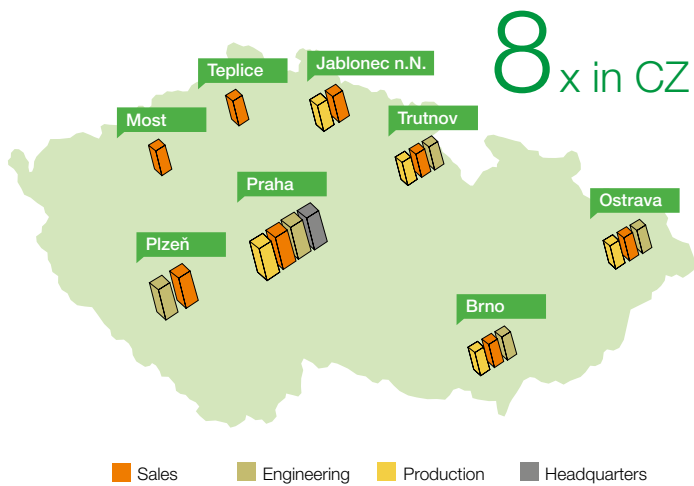 8 x in CZ
Teplice
Jablonec n.N.
Most
Trutnov
Praha
Ostrava
Plzeň
Brno
Sales
Engineering
Production
Headquarters